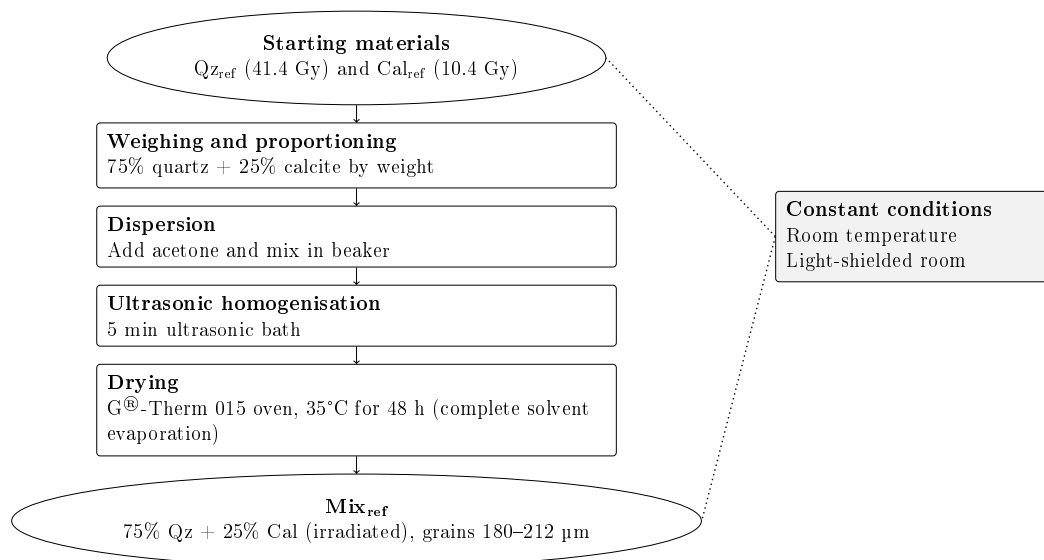 Starting materials
Qz_ref (41.4 Gy) and Cal_ref (10.4 Gy)
Weighing and proportioning
75% quartz + 25% calcite by weight
Dispersion
Add acetone and mix in beaker
Ultrasonic homogenisation
5 min ultrasonic bath
Drying
G®-Therm 015 oven, 35°C for 48 h (complete solvent
evaporation)
Mix_ref
75% Qz + 25% Cal (irradiated), grains 180–212 µm
Constant conditions
Room temperature
Light-shielded room